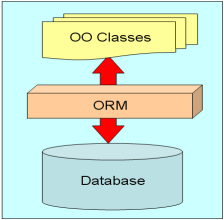 OO Classes
ORM
Database